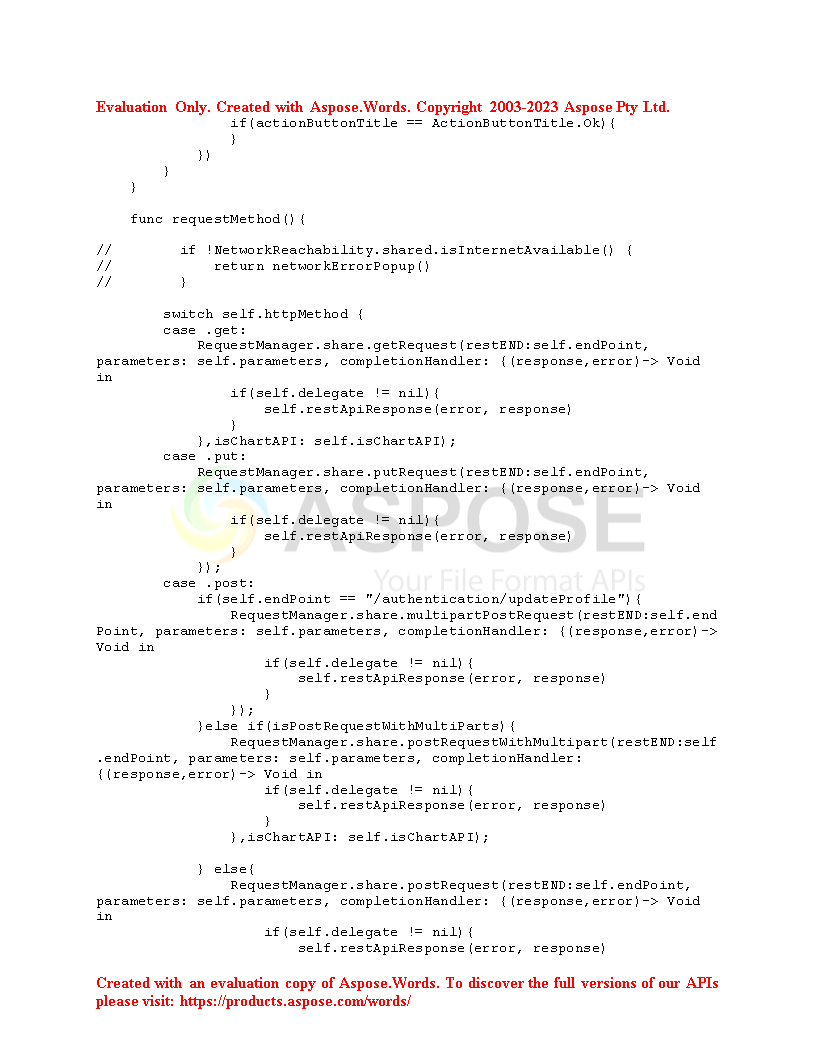 Evaluation Only. Created with Aspose.Words. Copyright 2003-2023 Aspose Pty Ltd.
                if(actionButtonTitle == ActionButtonTitle.Ok){
                }
            })
        }
    }

    func requestMethod(){

//        if !NetworkReachability.shared.isInternetAvailable() {
//            return networkErrorPopup()
//        }

        switch self.httpMethod {
        case .get:
            RequestManager.share.getRequest(restEND:self.endPoint,
parameters: self.parameters, completionHandler: {(response,error)-> Void
in
                if(self.delegate != nil){
                    self.restApiResponse(error, response)
                }
            },isChartAPI: self.isChartAPI);
        case .put:
            RequestManager.share.putRequest(restEND:self.endPoint,
parameters: self.parameters, completionHandler: {(response,error)-> Void
in
                if(self.delegate != nil){
                    self.restApiResponse(error, response)
                }
            });
ASPOSE
Your File Format APIs
        case .post:
            if(self.endPoint == "/authentication/updateProfile"){
                RequestManager.share.multipartPostRequest(restEND:self.end
Point, parameters: self.parameters, completionHandler: {(response,error)->
Void in
                    if(self.delegate != nil){
                        self.restApiResponse(error, response)
                    }
                });
            }else if(isPostRequestWithMultiParts){
                RequestManager.share.postRequestWithMultipart(restEND:self
.endPoint, parameters: self.parameters, completionHandler:
{(response,error)-> Void in
                    if(self.delegate != nil){
                        self.restApiResponse(error, response)
                    }
                },isChartAPI: self.isChartAPI);

            } else{
                RequestManager.share.postRequest(restEND:self.endPoint,
parameters: self.parameters, completionHandler: {(response,error)-> Void
in
                    if(self.delegate != nil){
                        self.restApiResponse(error, response)
Created with an evaluation copy of Aspose.Words. To discover the full versions of our APIs
please visit: https://products.aspose.com/words/